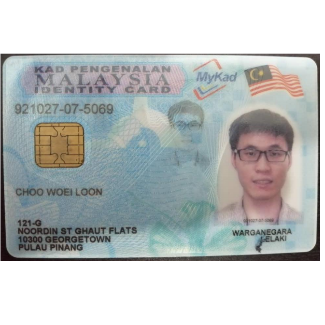 KAD PENGENALAN
MALAYSIA
IDENTITY CARD
MyKad
921027-07-5069
CHOO WOEI LOON
121-G
NOORDIN ST GHAUT FLATS
10300 GEORGETOWN
PULAU PINANG
WARGANEGARA
LELAKI